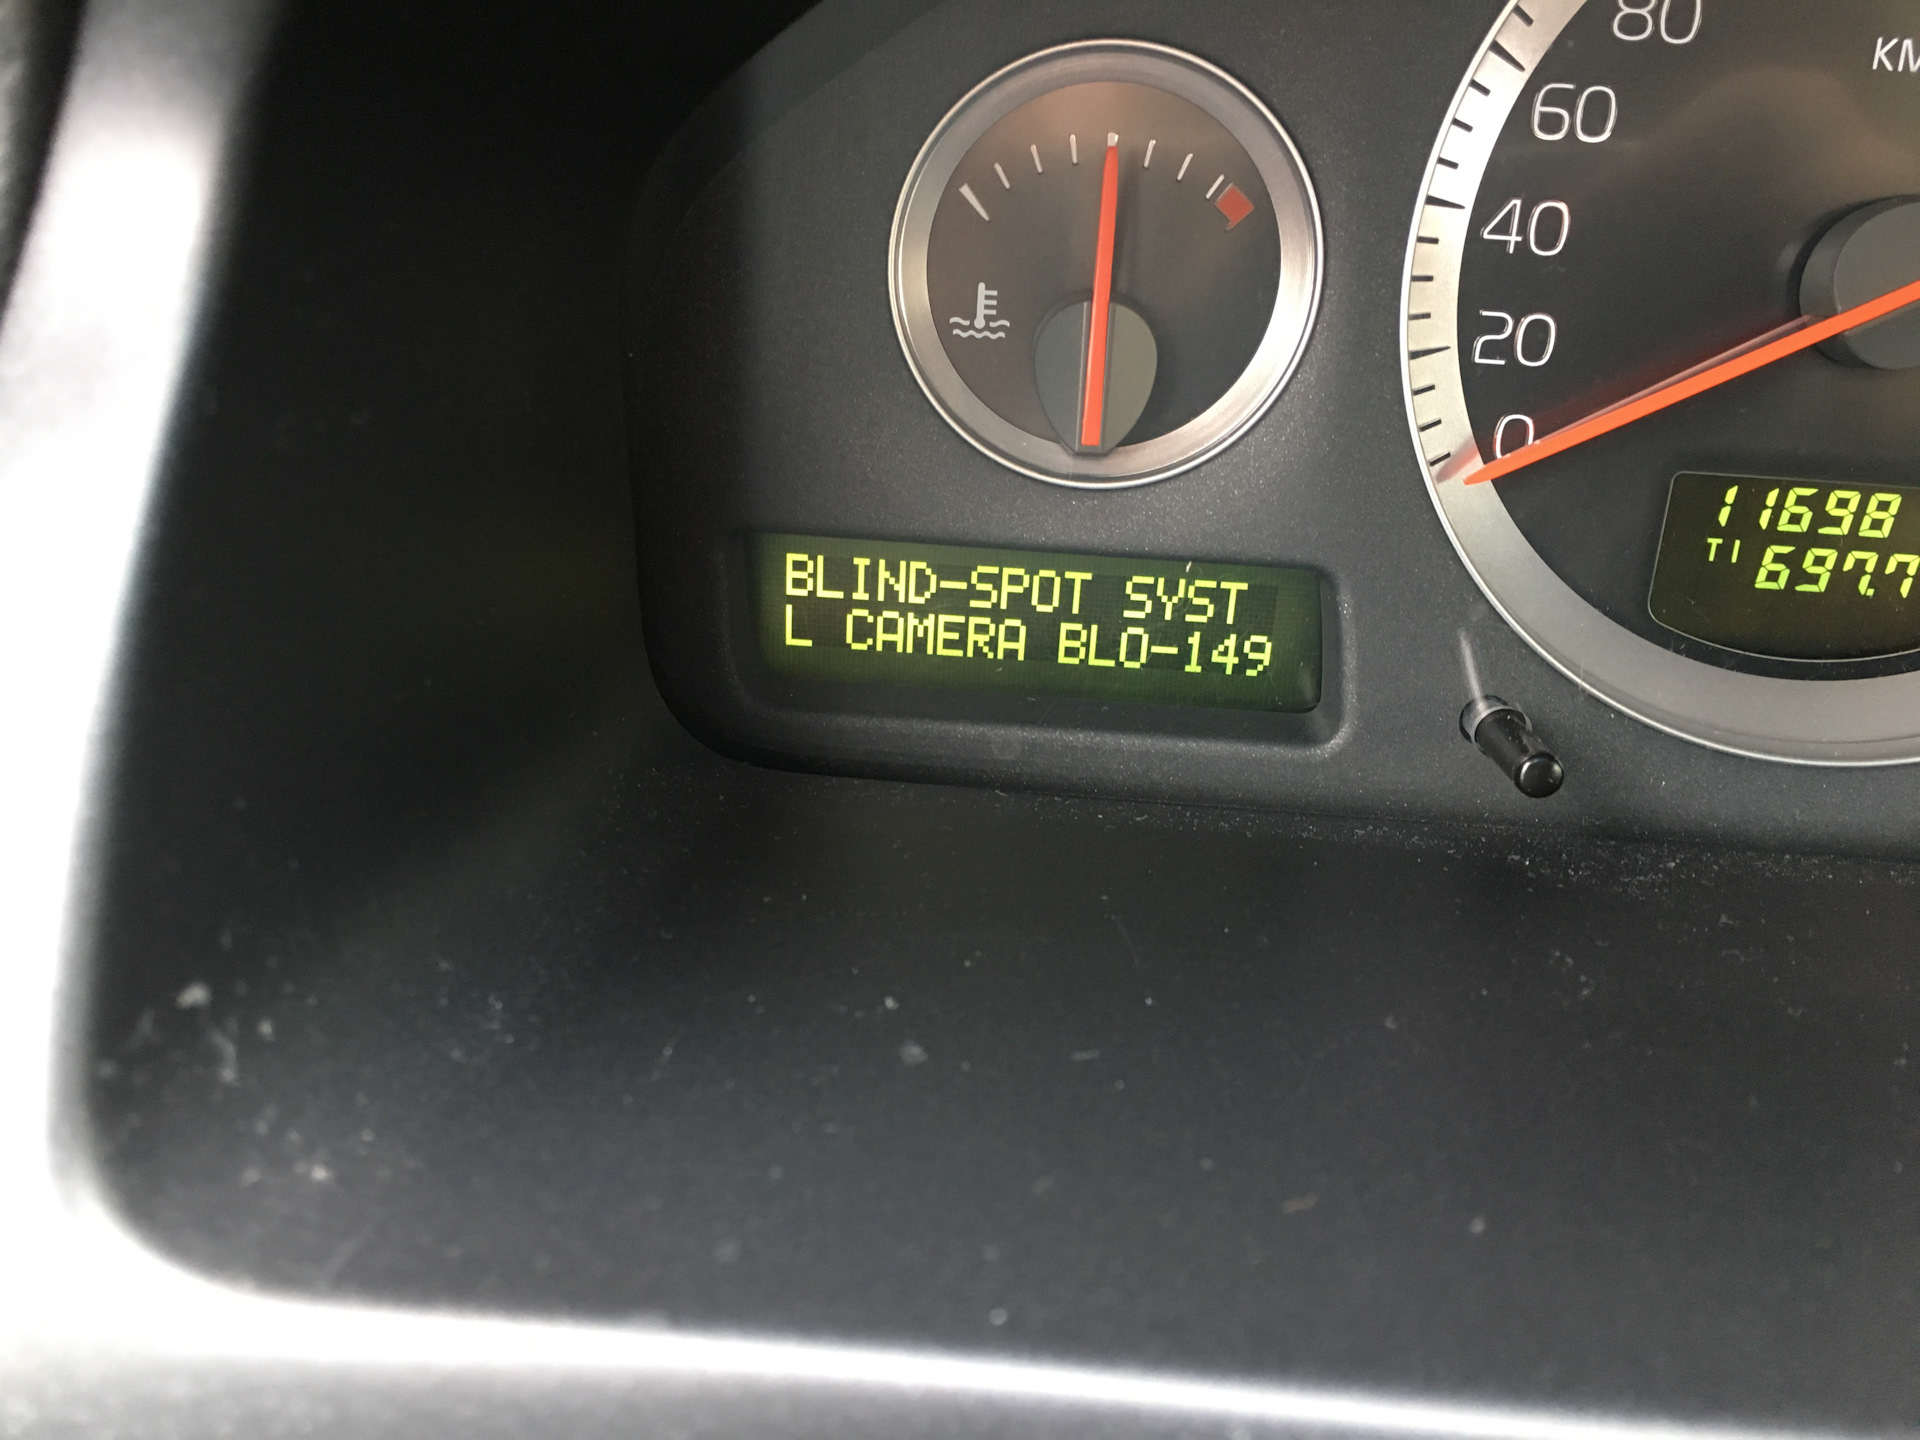 80
KM
60
40
20
0
11698
T1 697.7
BLIND-SPOT SYST
L CAMERA BLO-149